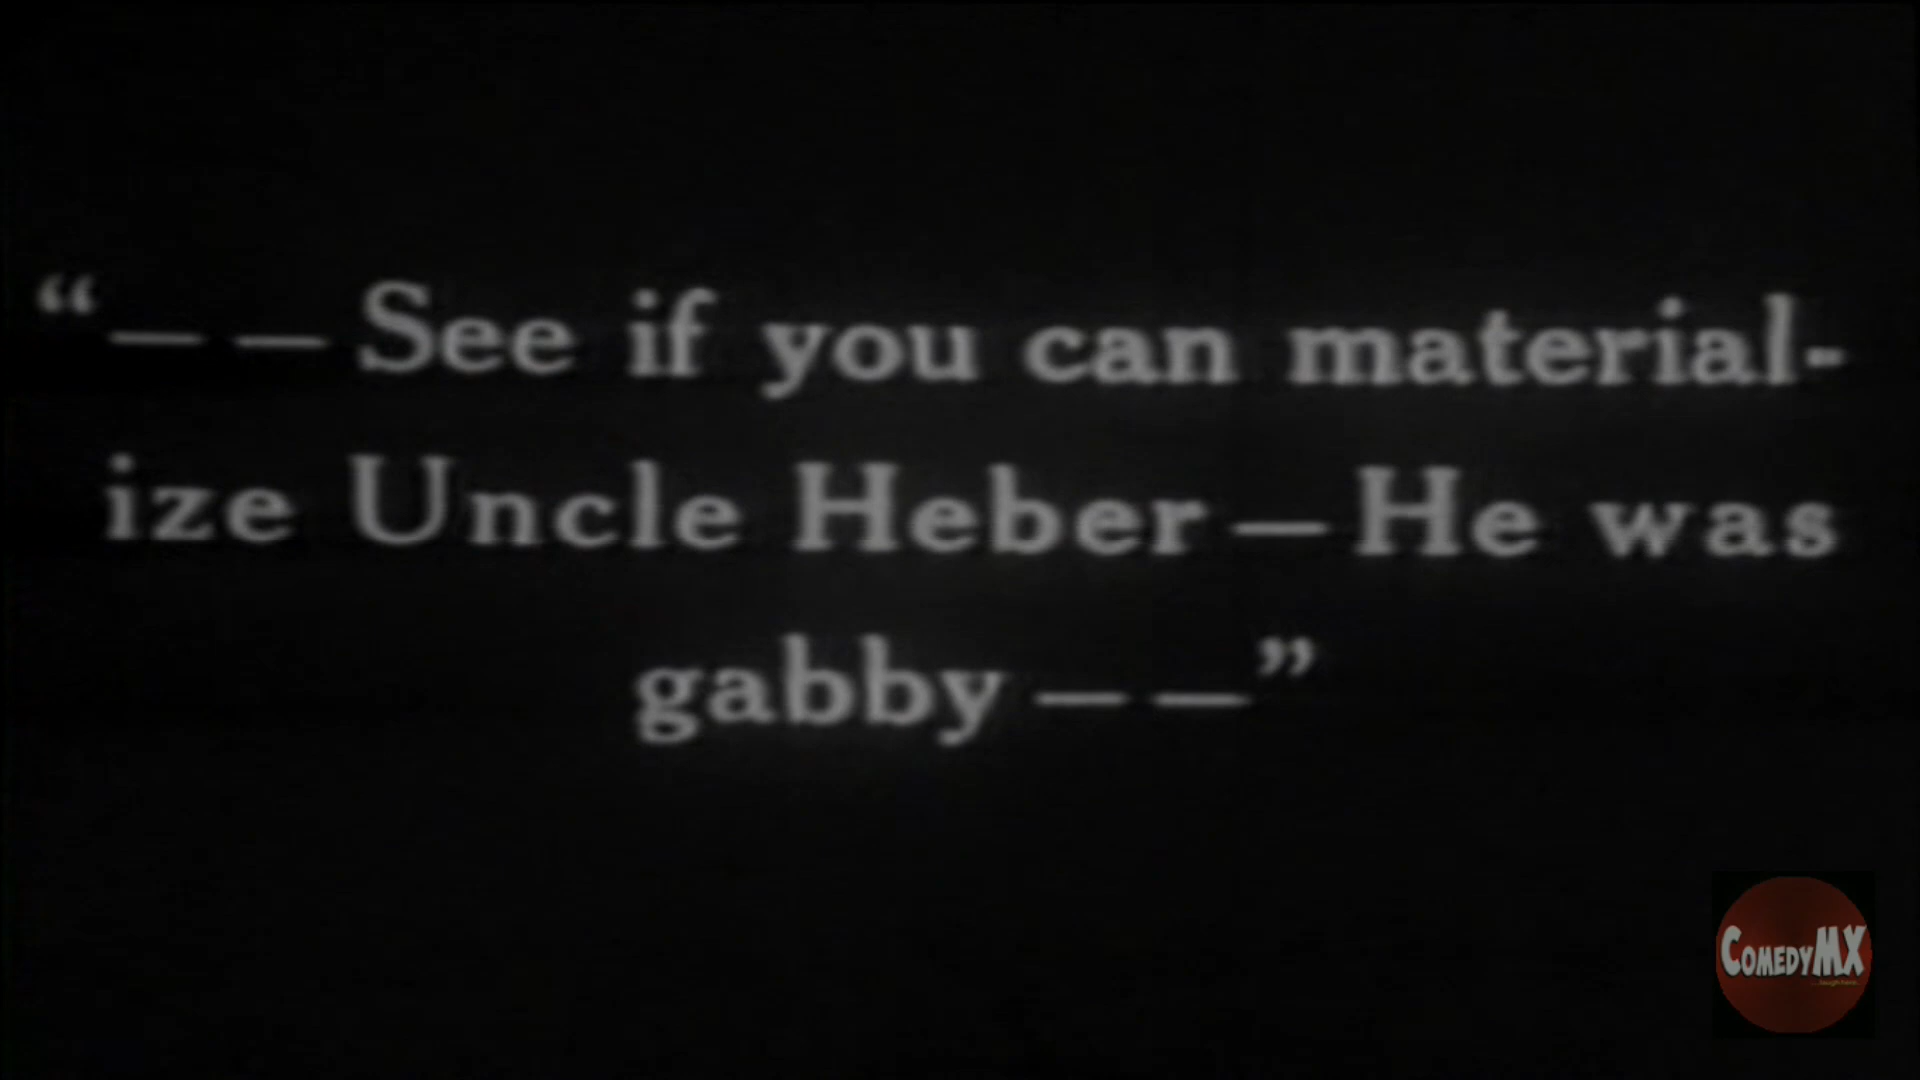 “— — See if you can material-
ize Uncle Heber — He was
gabby — —”
COMEDYMX